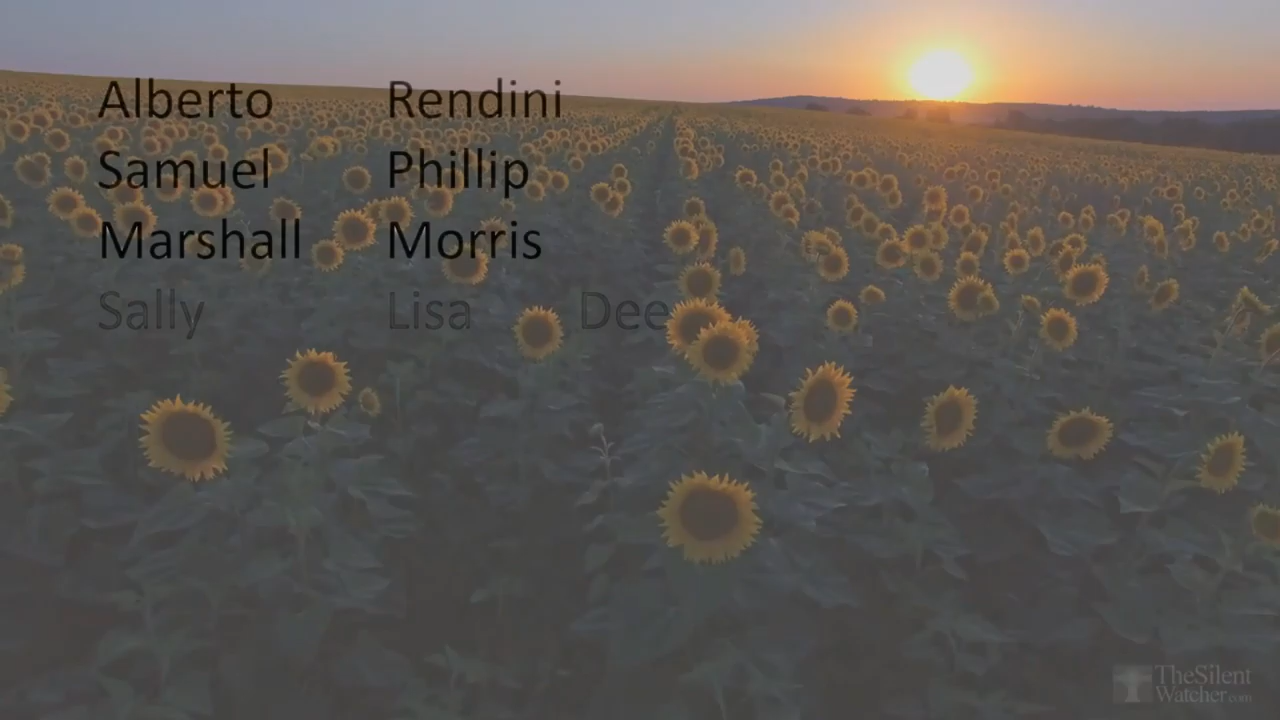 Alberto Rendini
Samuel Phillip
Marshall Morris
Sally Lisa Dee
TheSilent
Watcher.com